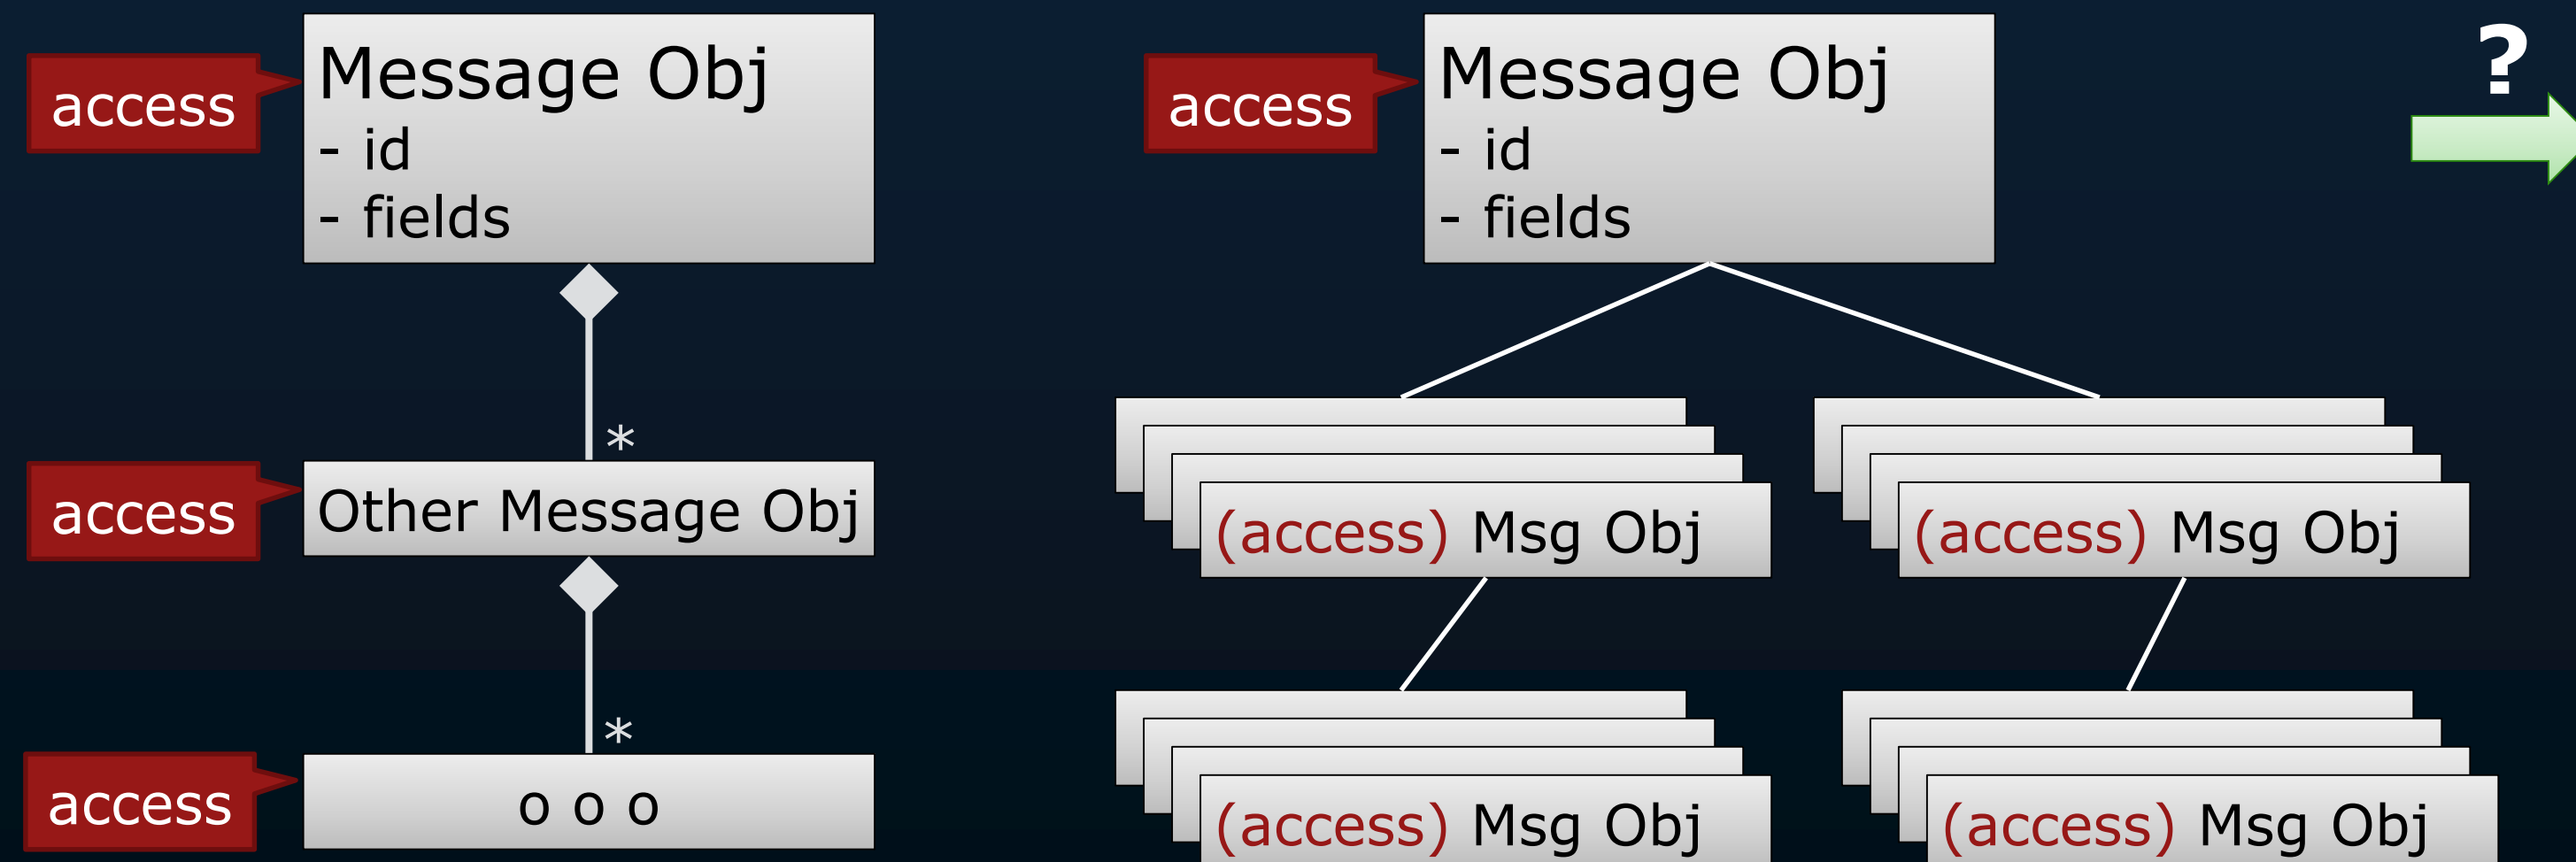 access
Message Obj
- id
- fields
*
access
Other Message Obj
*
access
o o o
access
Message Obj
- id
- fields
?
(access) Msg Obj
(access) Msg Obj
(access) Msg Obj
(access) Msg Obj